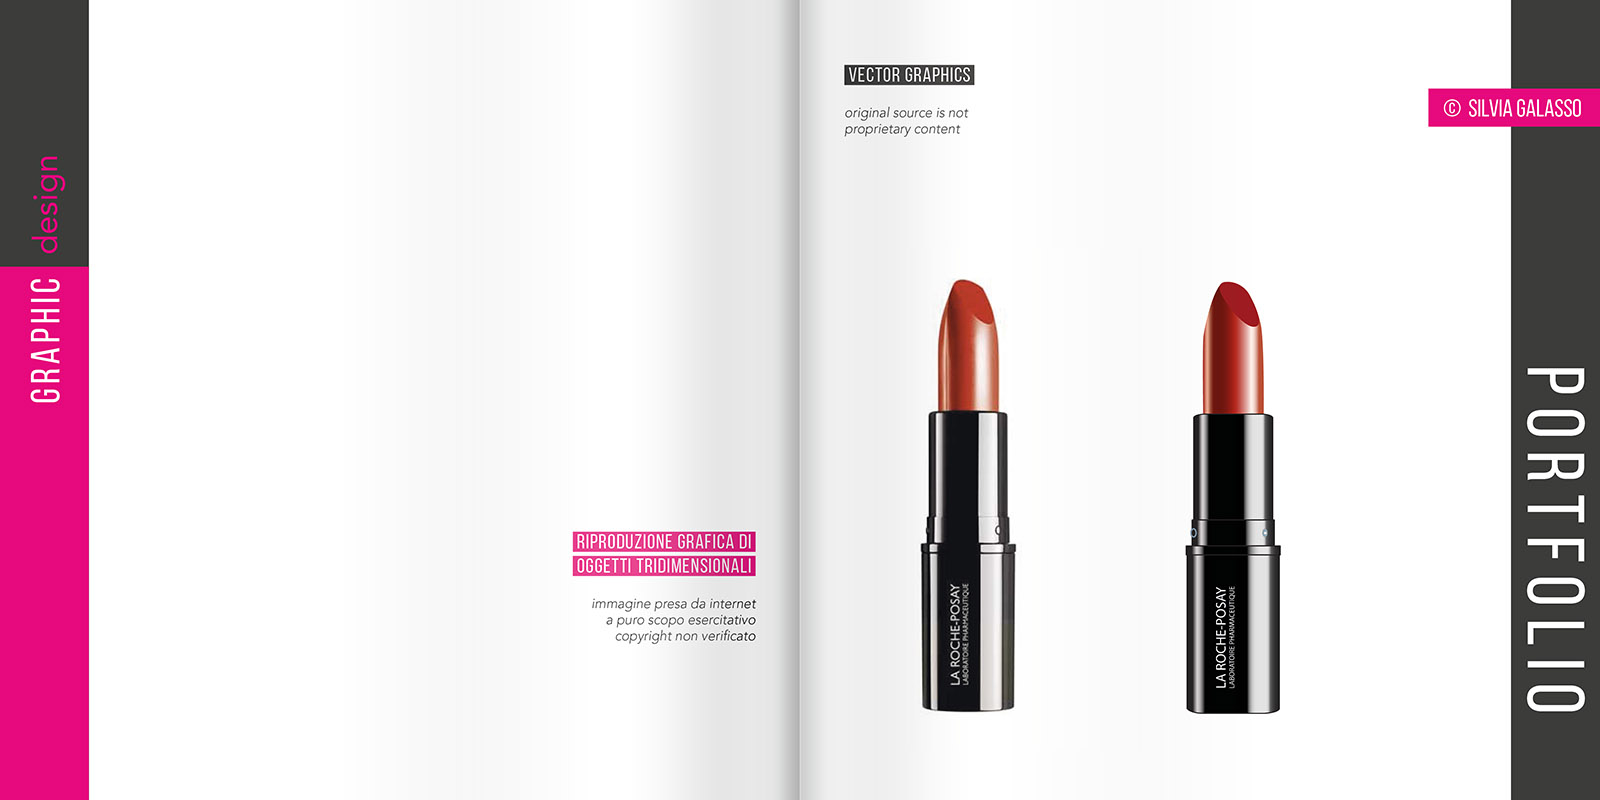 GRAPHIC design
RIPRODUZIONE GRAFICA DI
OGGETTI TRIDIMENSIONALI
immagine presa da internet
a puro scopo esercitativo
copyright non verificato
VECTOR GRAPHICS
original source is not
proprietary content
LA ROCHE-POSAY
LABORATOIRE PHARMACEUTIQUE
LA ROCHE-POSAY
LABORATOIRE PHARMACEUTIQUE
© SILVIA GALASSO
PORTFOLIO